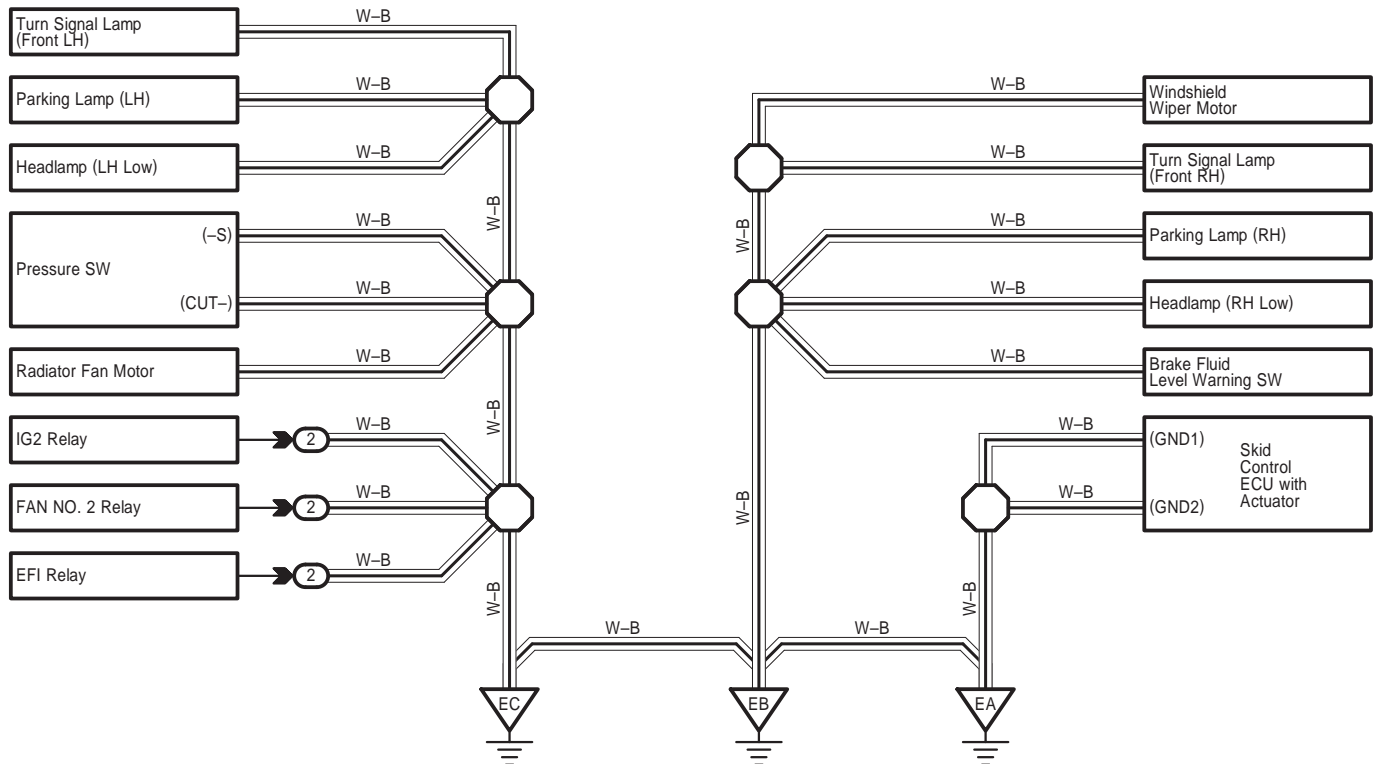 W–B
Turn Signal Lamp
(Front LH)
W–B
Parking Lamp (LH)
W–B
Headlamp (LH Low)
W–B
W–B
(–S)
Pressure SW
W–B
(CUT–)
W–B
Radiator Fan Motor
W–B
W–B
IG2 Relay
2
W–B
FAN NO. 2 Relay
2
W–B
EFI Relay
2
W–B
W–B
Windshield
Wiper Motor
W–B
Turn Signal Lamp
(Front RH)
W–B
W–B
Parking Lamp (RH)
W–B
Headlamp (RH Low)
W–B
Brake Fluid
Level Warning SW
W–B
W–B
(GND1)
Skid
Control
ECU with
Actuator
W–B
(GND2)
W–B
W–B
W–B
EC
EB
EA